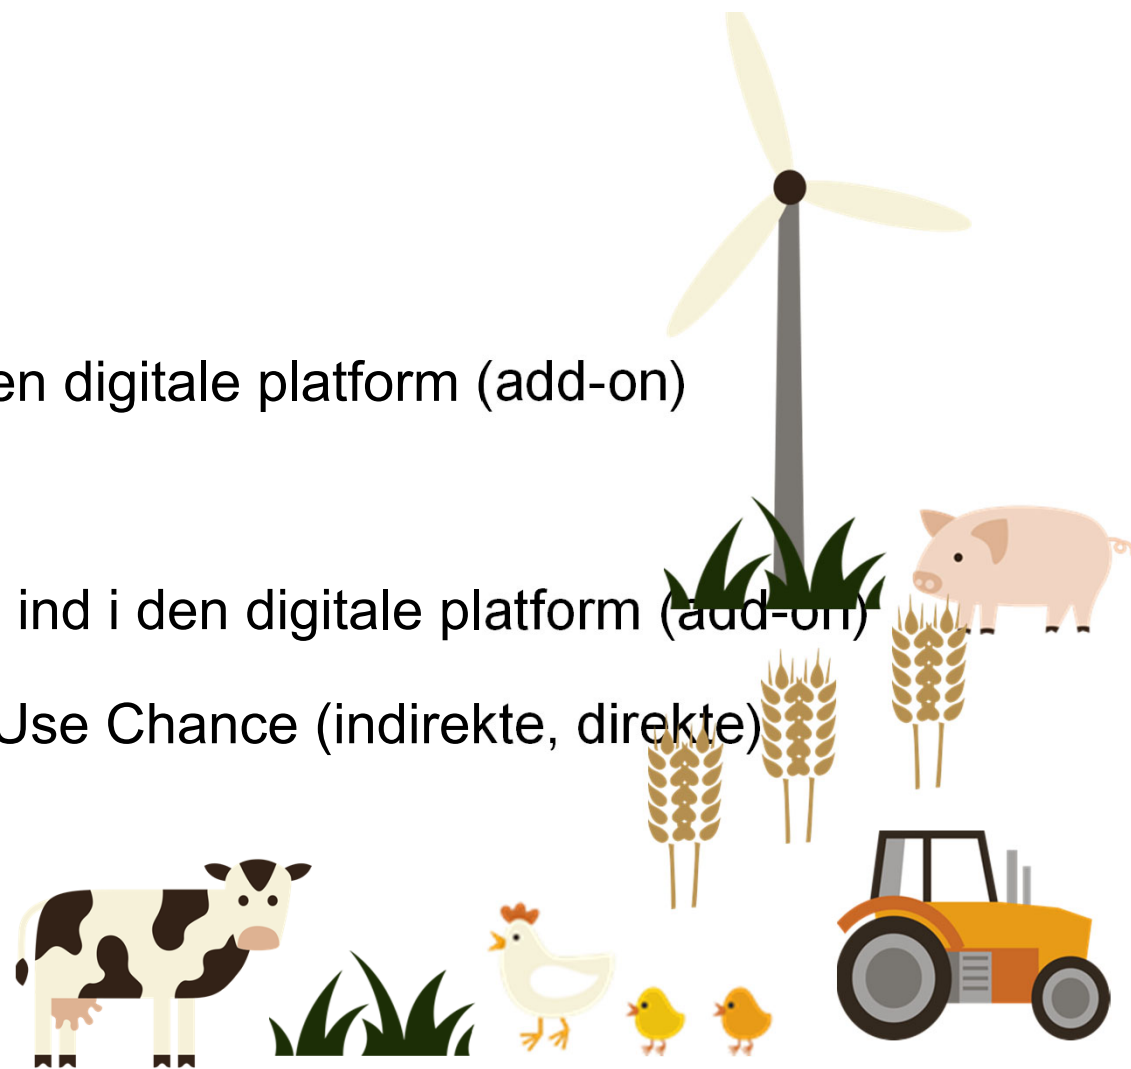 en digitale platform (add-on)
ind i den digitale platform (add-on)
Use Chance (indirekte, direkte)